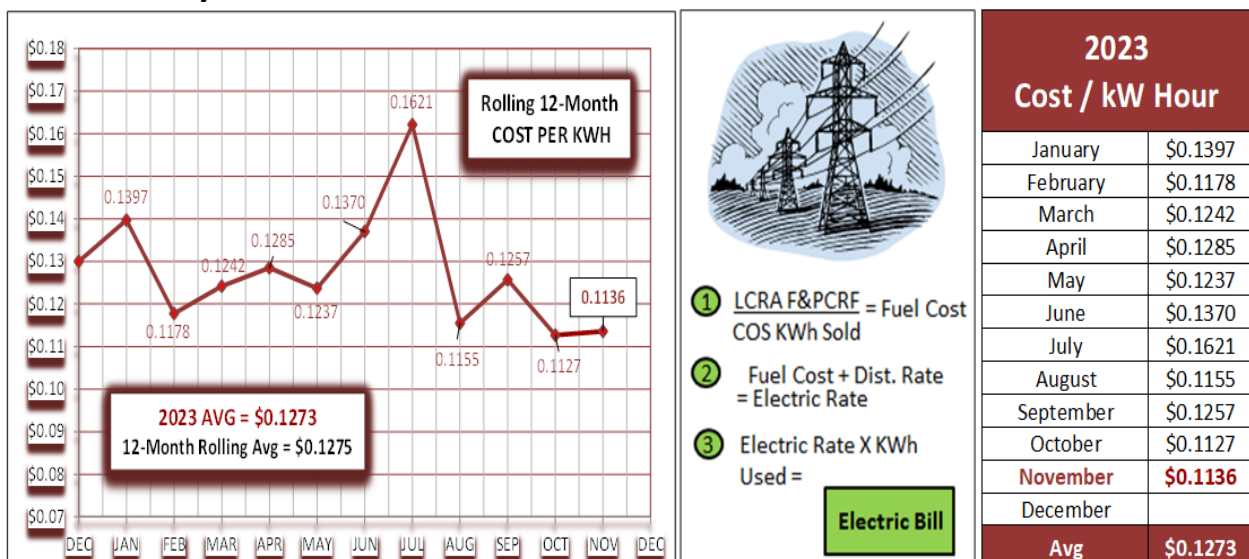 $0.18
$0.17
$0.16
$0.15
$0.14
$0.13
$0.12
$0.11
$0.10
$0.09
$0.08
$0.07
Rolling 12-Month
COST PER KWH
0.1397
0.1178
0.1242
0.1285
0.1237
0.1370
0.1621
0.1155
0.1257
0.1127
0.1136
2023 AVG = $0.1273
12-Month Rolling Avg = $0.1275
DEC JAN FEB MAR APR MAY JUN JUL AUG SEP OCT NOV DEC
1 LCRA F&PCRF = Fuel Cost
COS KWh Sold
2 Fuel Cost + Dist. Rate
= Electric Rate
3 Electric Rate X KWh
Used =
Electric Bill
2023
Cost / kW Hour
January $0.1397
February $0.1178
March $0.1242
April $0.1285
May $0.1237
June $0.1370
July $0.1621
August $0.1155
September $0.1257
October $0.1127
November $0.1136
December
Avg $0.1273